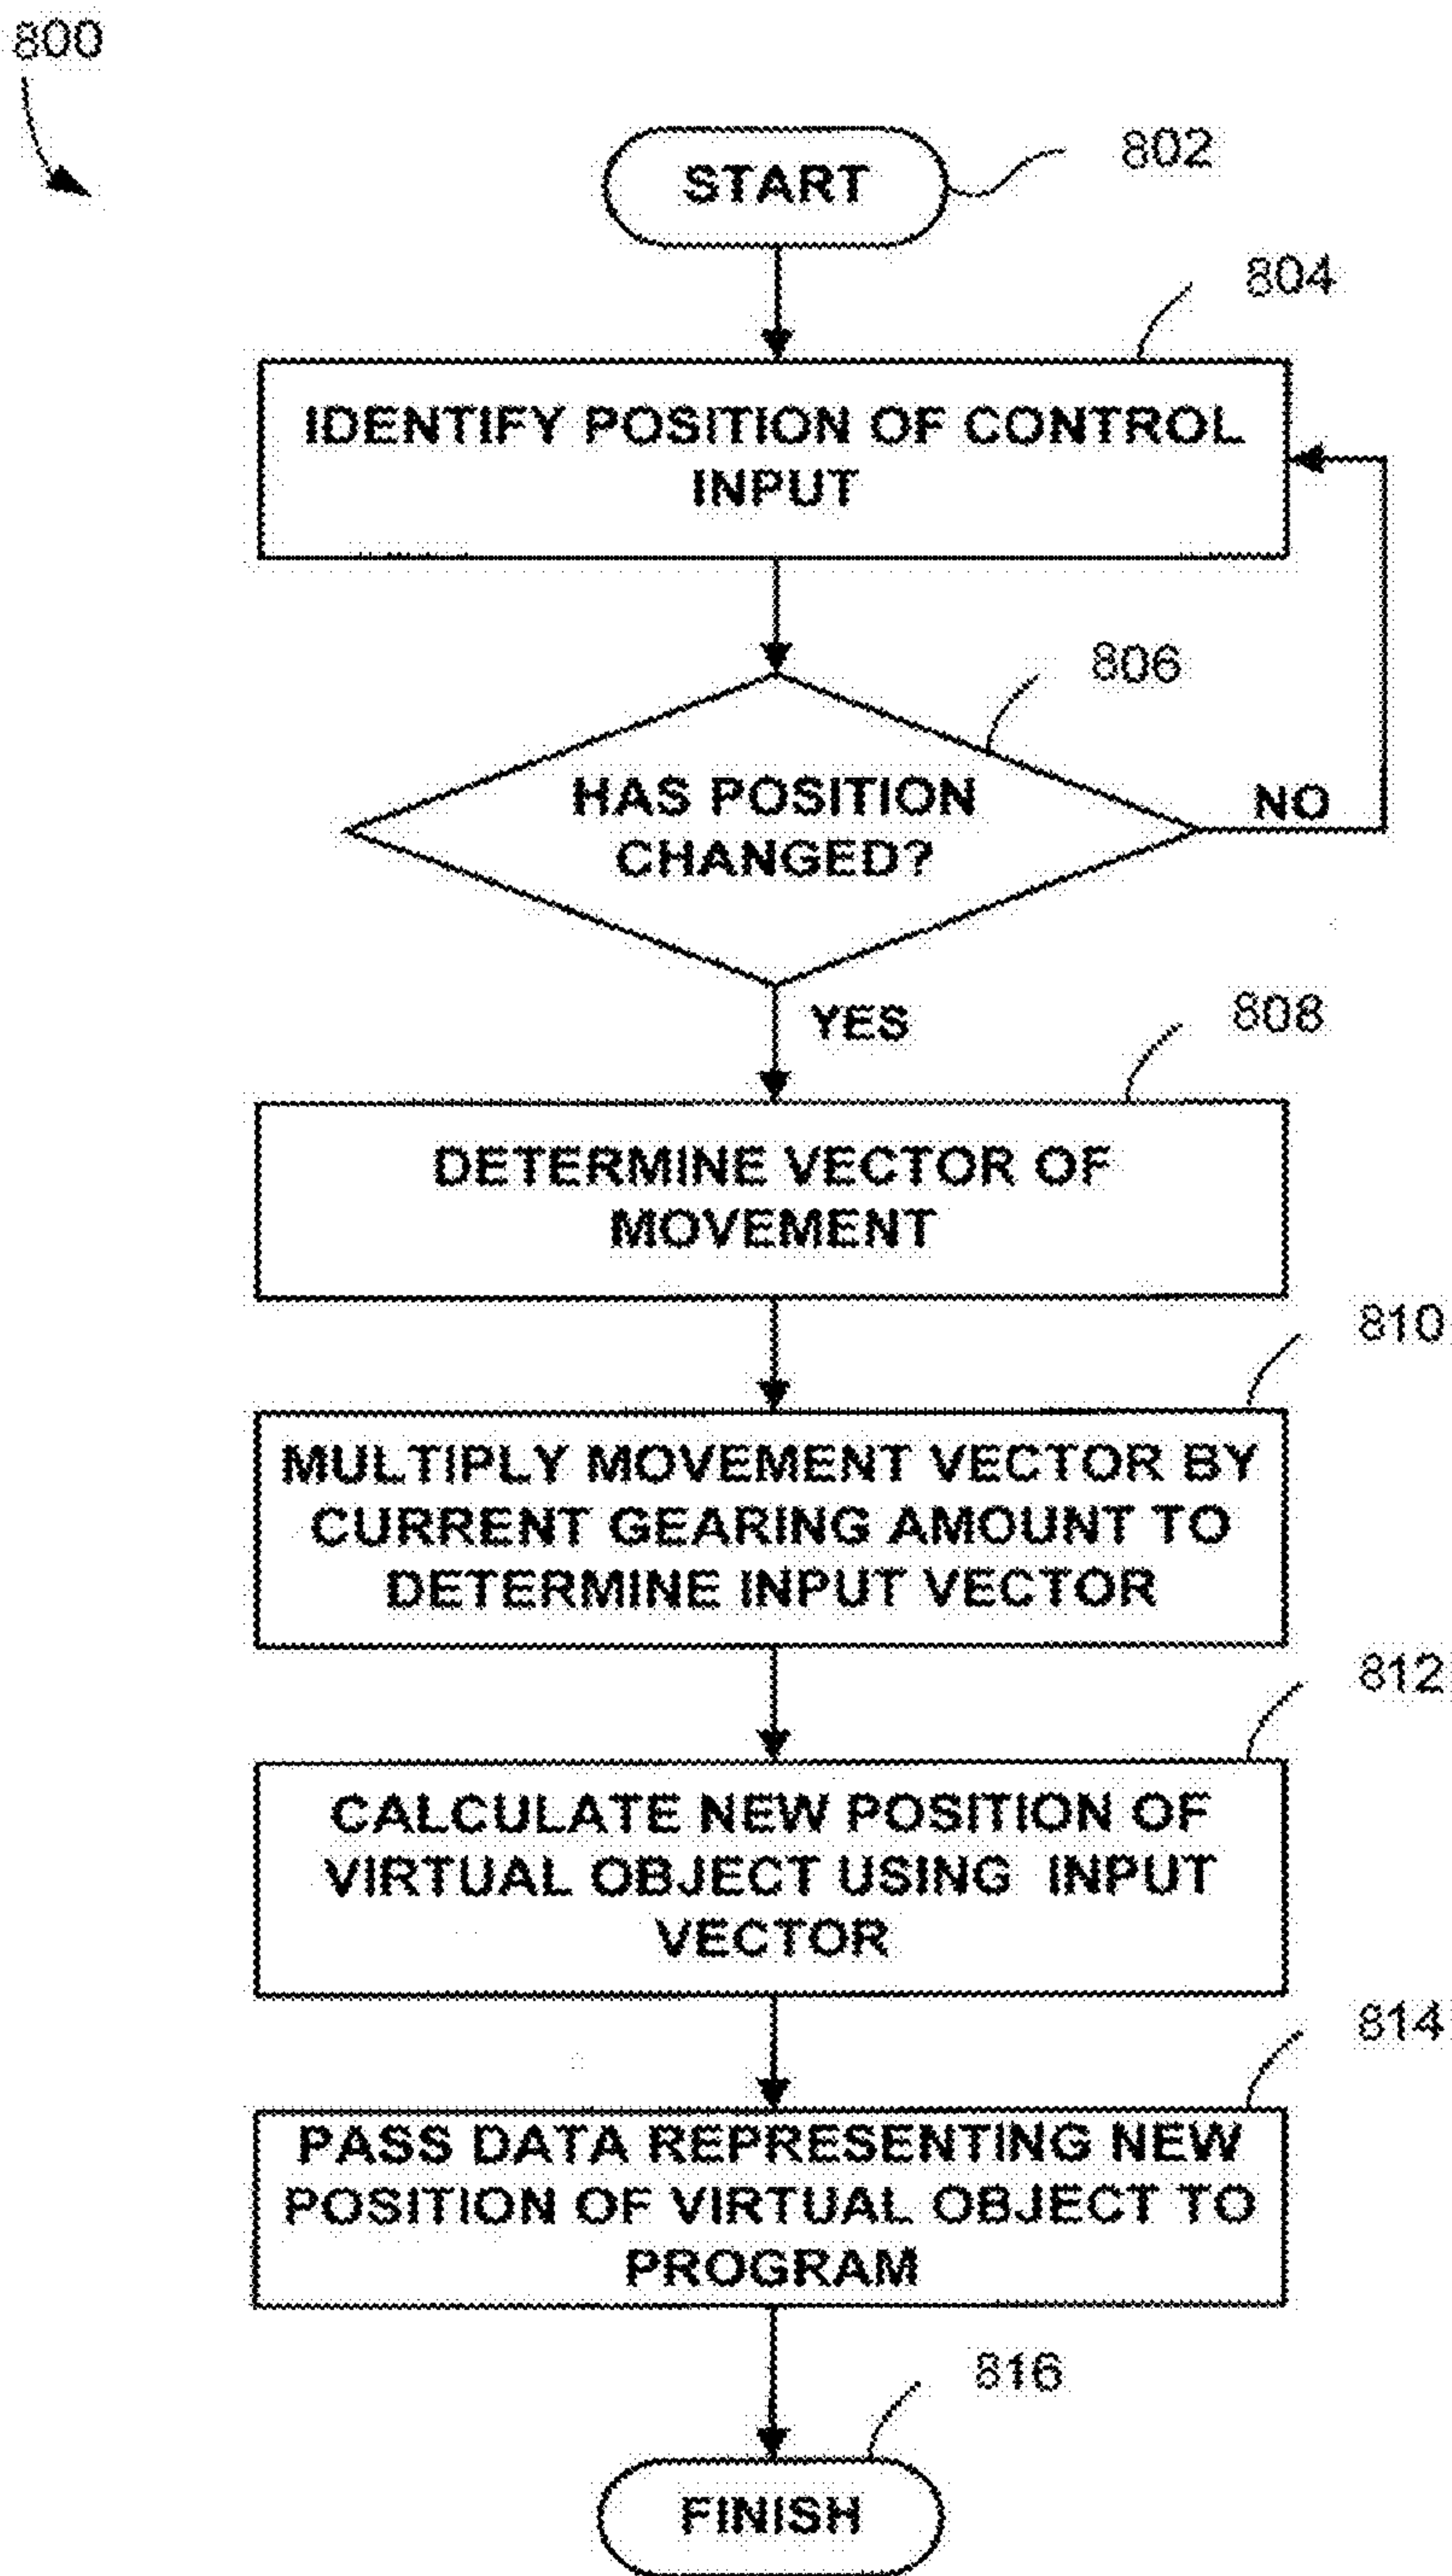 800
START
802
804
IDENTIFY POSITION OF CONTROL
INPUT
806
HAS POSITION
CHANGED?
NO
YES
808
DETERMINE VECTOR OF
MOVEMENT
810
MULTIPLY MOVEMENT VECTOR BY
CURRENT GEARING AMOUNT TO
DETERMINE INPUT VECTOR
812
CALCULATE NEW POSITION OF
VIRTUAL OBJECT USING INPUT
VECTOR
814
PASS DATA REPRESENTING NEW
POSITION OF VIRTUAL OBJECT TO
PROGRAM
816
FINISH